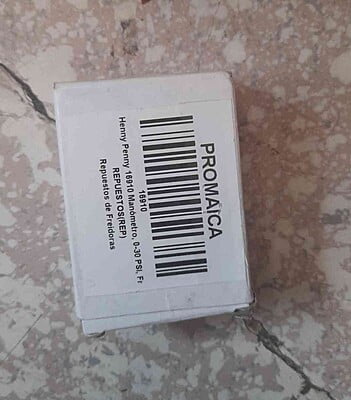 PROMAICA
16910
Henny Penny 16910 Manómetro, 0-30 PSI, Fr
REPUESTOS(REP)
Repuestos de Freidoras